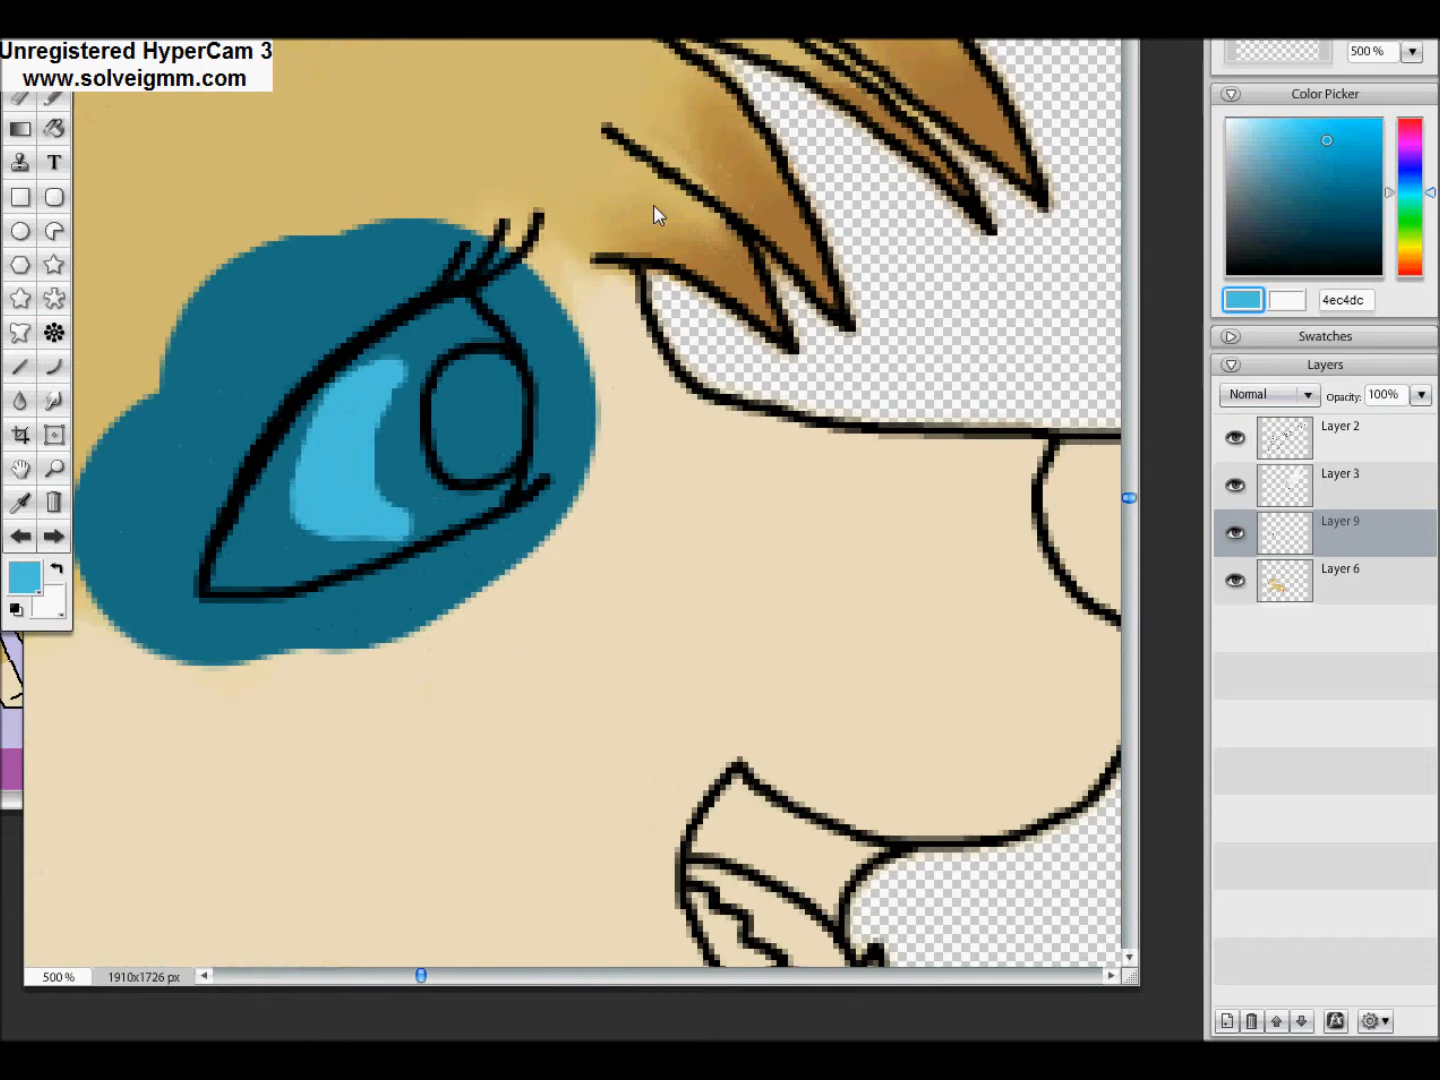 Unregistered HyperCam 3
www.solveigmm.com
500 %
Color Picker
4ec4dc
Swatches
Layers
Normal
Opacity: 100%
Layer 2
Layer 3
Layer 9
Layer 6
T
500 %
1910x1726 px